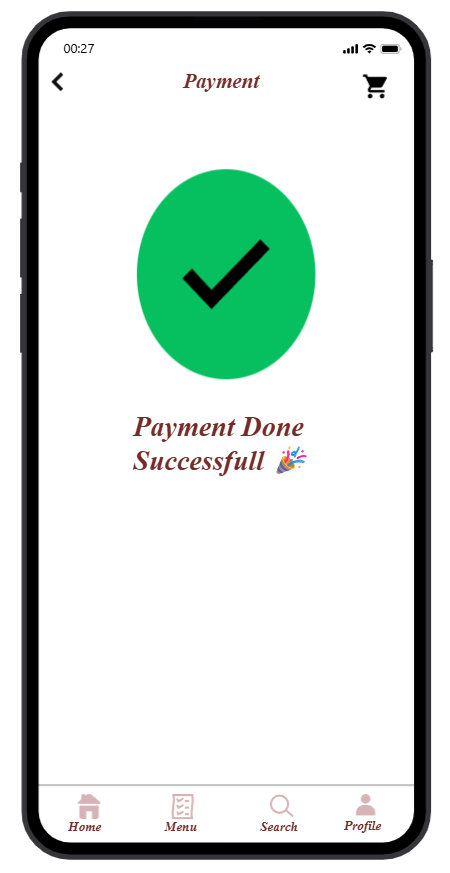 00:27
Payment
Payment Done
Successfull 🎉
Home
Menu
Search
Profile